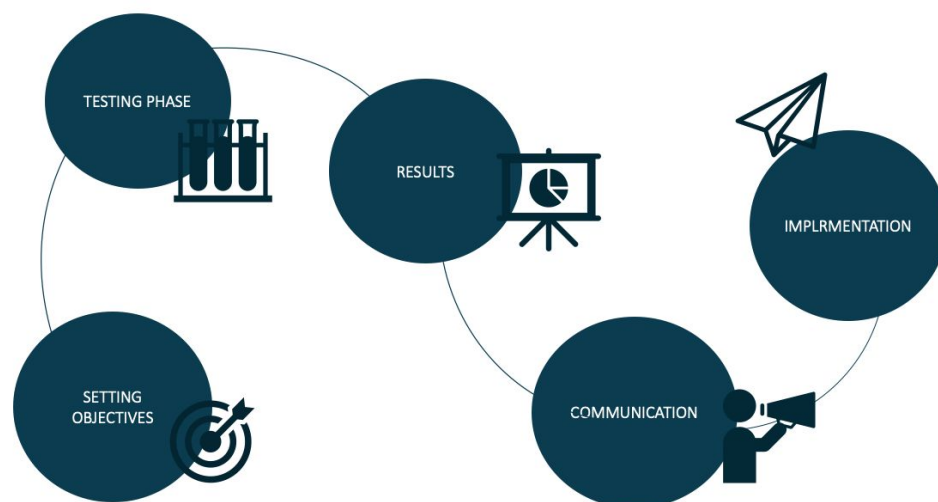 TESTING PHASE
RESULTS
IMPLRMENTATION
SETTING
OBJECTIVES
COMMUNICATION